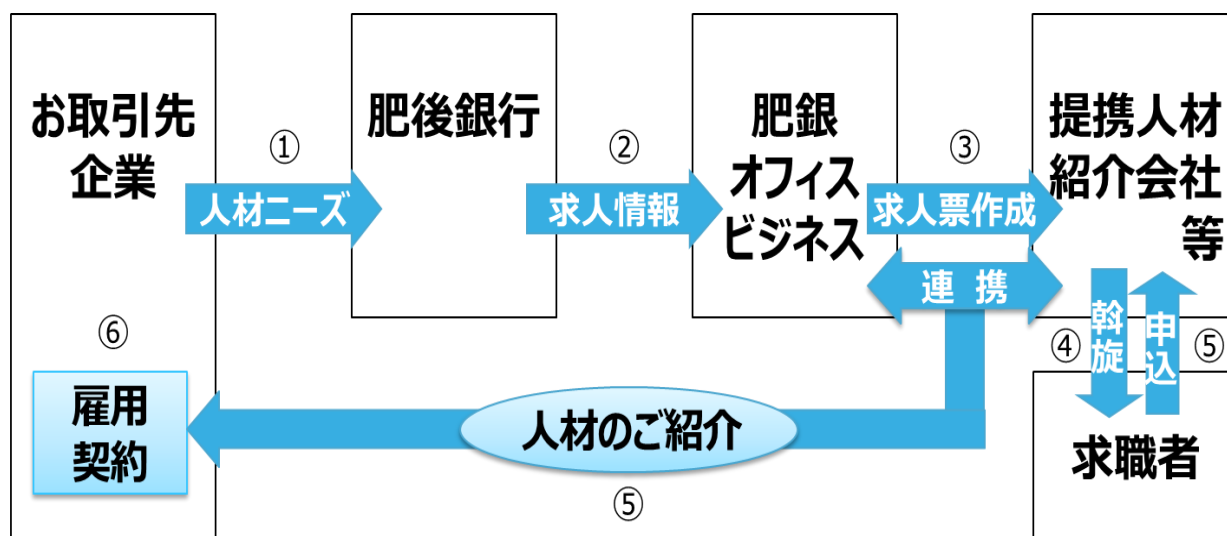 お取引先
企業
①
人材ニーズ
肥後銀行
②
求人情報
肥銀
オフィス
ビジネス
③
求人票作成
連 携
提携人材
紹介会社
等
④
斡旋
申込
⑤
求職者
人材のご紹介
⑤
⑥
雇用
契約